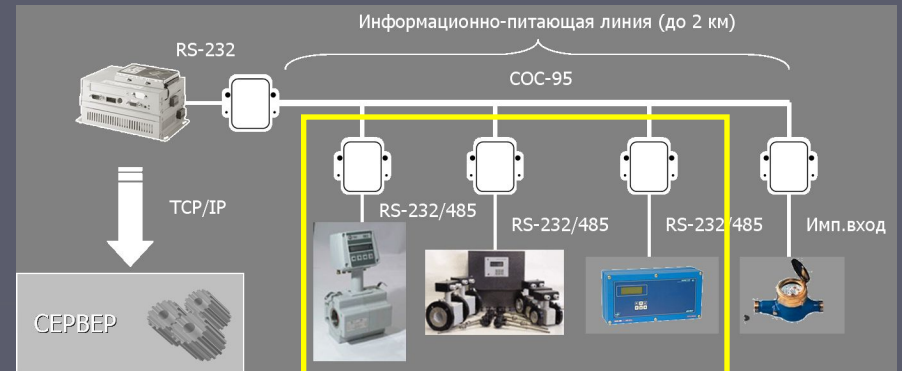 Информационно-питающая линия (до 2 км)
RS-232
СОС-95
TCP/IP
RS-232/485
RS-232/485
RS-232/485
Имп.вход
СЕРВЕР